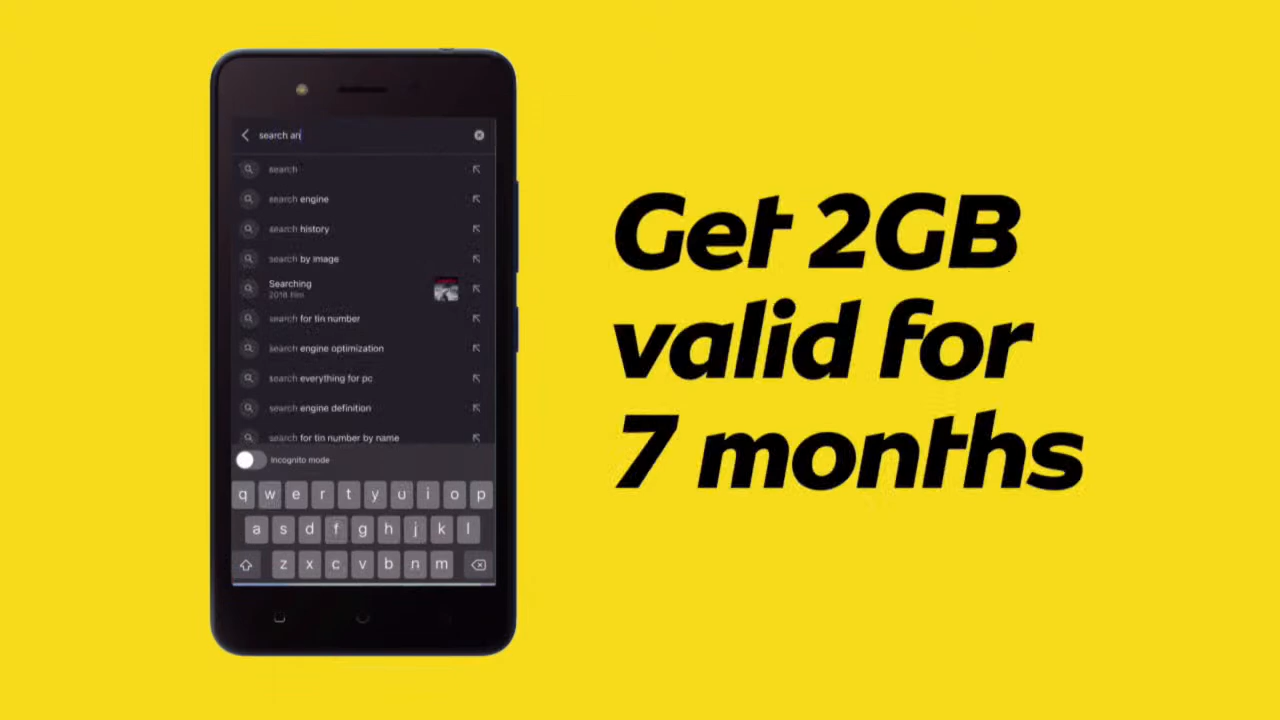 search an
search
search engine
search history
search by image
Searching
2018 film
search for tin number
search engine optimization
search everything for pc
search engine definition
search for tin number by name
Incognito mode
q w e r t y u i o p
a s d f g h j k l
z x c v b n m
Get 2GB
valid for
7 months